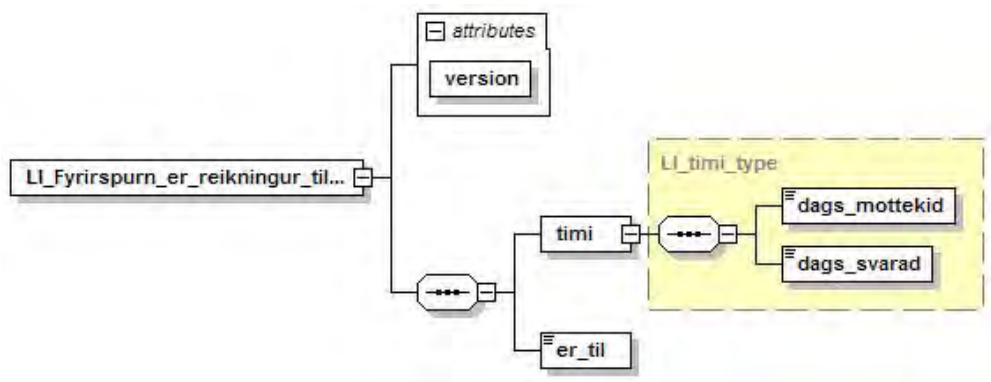 attributes
version
LI_Fyrirspurn_er_reikningur_til...
LI_timi_type
timi
dags_mottekid
dags_svarad
er_til